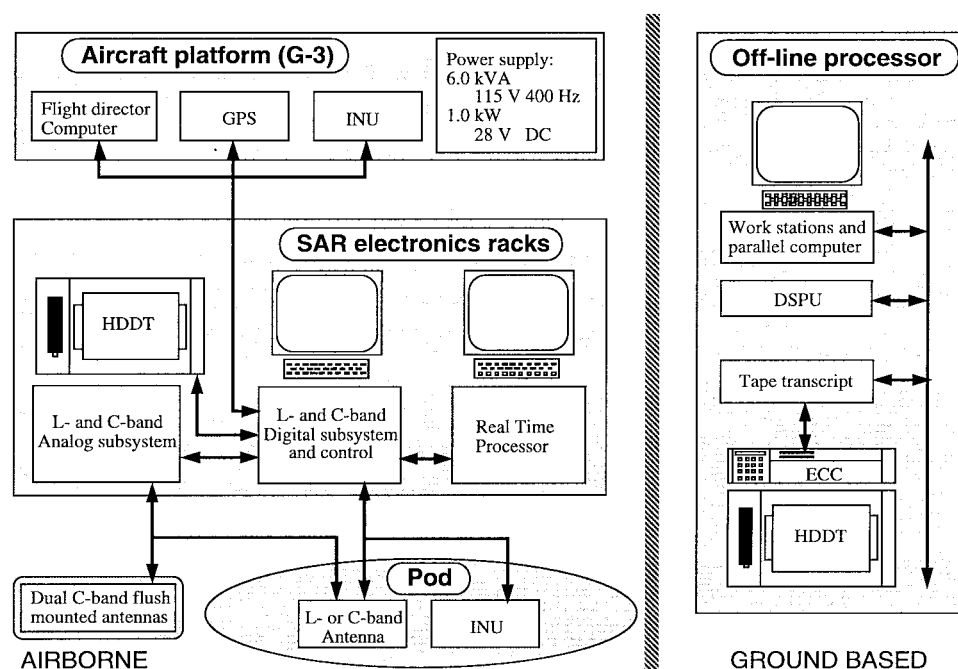 Aircraft platform (G-3)
Flight director
Computer
GPS
INU
Power supply:
6.0 kVA
115 V 400 Hz
1.0 kW
28 V DC
SAR electronics racks
HDDT
L- and C-band
Analog subsystem
L- and C-band
Digital subsystem
and control
Real Time
Processor
Dual C-band flush
mounted antennas
Pod
L- or C-band
Antenna
INU
AIRBORNE
Off-line processor
Work stations and
parallel computer
DSPU
Tape transcript
ECC
HDDT
GROUND BASED